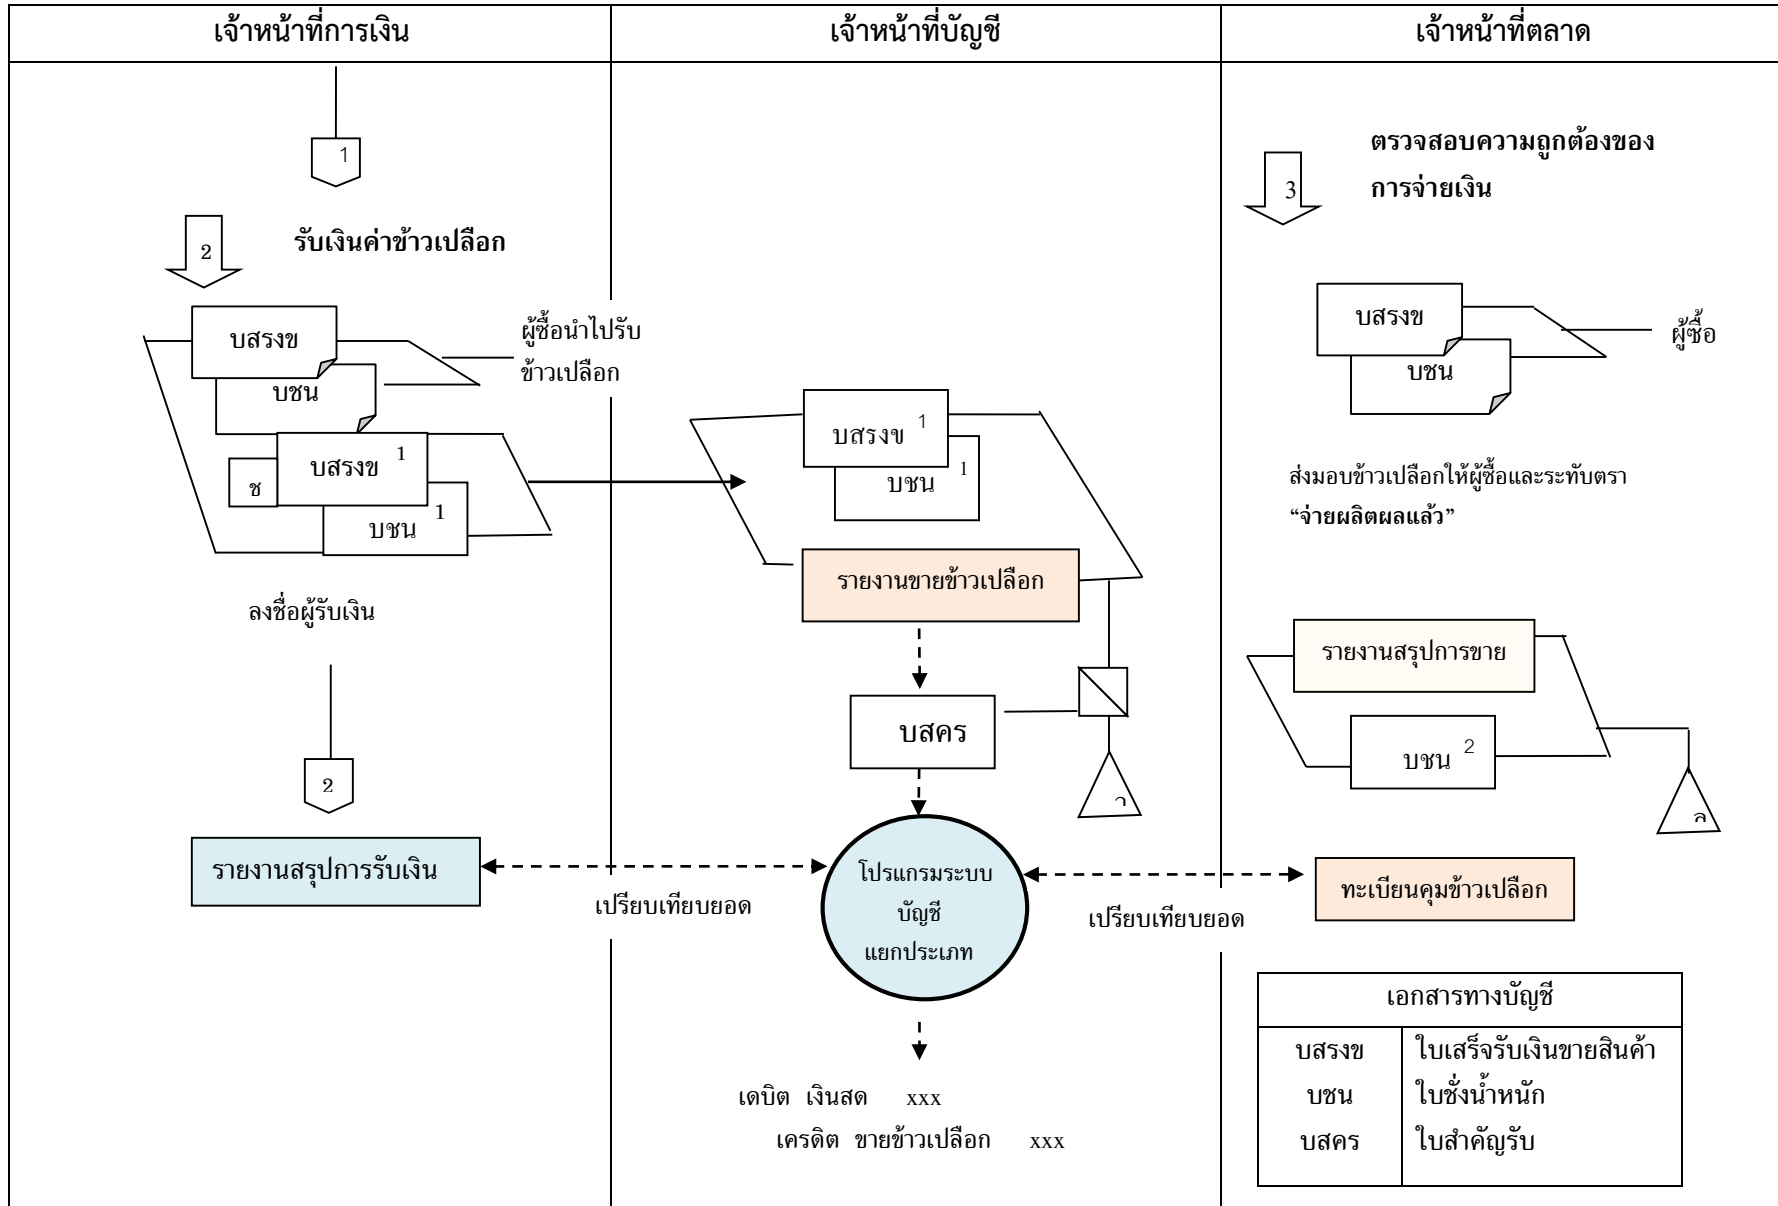 เจ้าหน้าที่การเงิน
เจ้าหน้าที่บัญชี
เจ้าหน้าที่ตลาด
1
2
รับเงินค่าข้าวเปลือก
บสรงข
บชน
ผู้ซื้อนำไปรับ
ข้าวเปลือก
บสรงข 1
ช
บชน 1
ลงชื่อผู้รับเงิน
2
รายงานสรุปการรับเงิน
เปรียบเทียบยอด
บสรงข 1
บชน 1
รายงานขายข้าวเปลือก
บสคร
โปรแกรมระบบ
บัญชี
แยกประเภท
เดบิต เงินสด xxx
เครดิต ขายข้าวเปลือก xxx
เปรียบเทียบยอด
3
ตรวจสอบความถูกต้องของ
การจ่ายเงิน
บสรงข
บชน
ผู้ซื้อ
ส่งมอบข้าวเปลือกให้ผู้ซื้อและระทับตรา
“จ่ายผลิตผลแล้ว”
รายงานสรุปการขาย
บชน 2
ทะเบียนคุมข้าวเปลือก
เอกสารทางบัญชี
บสรงข ใบเสร็จรับเงินขายสินค้า
บชน ใบชั่งน้ำหนัก
บสคร ใบสำคัญรับ